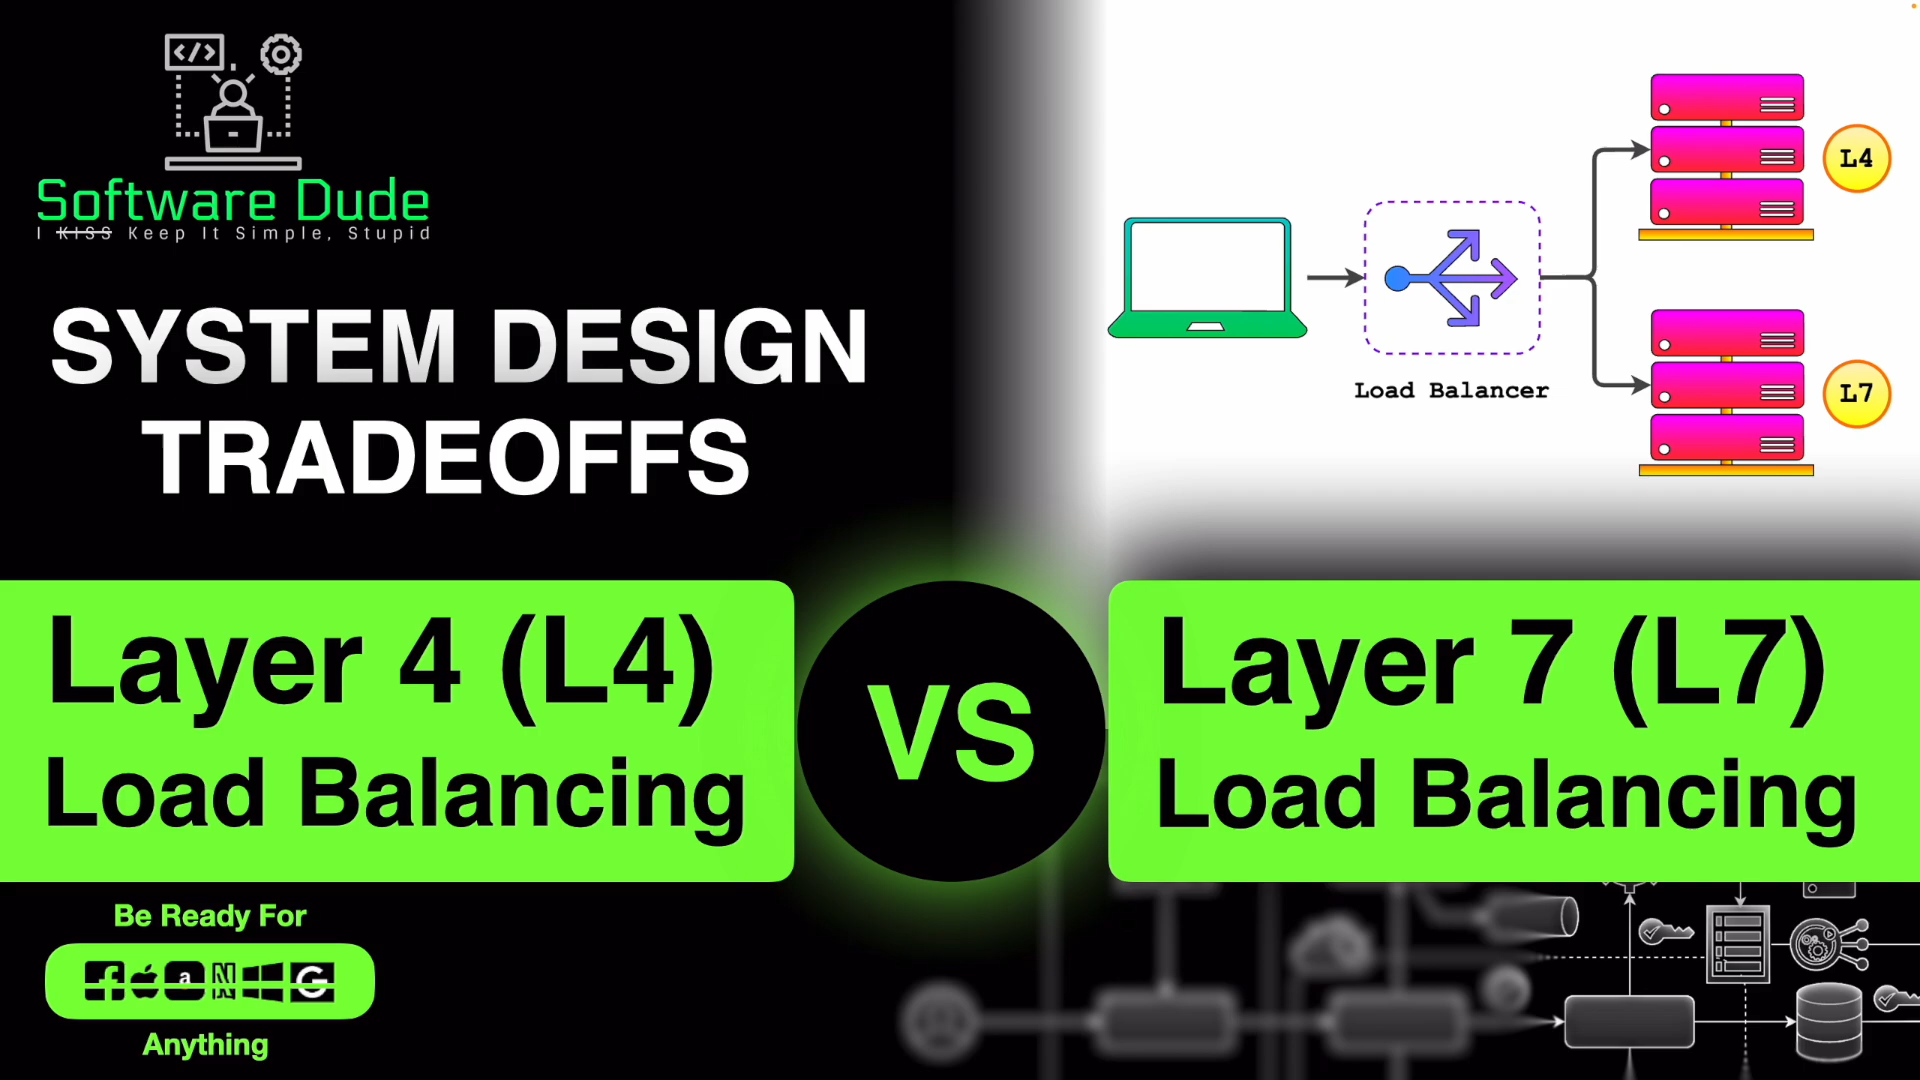 </>
Software Dude
I KISS Keep It Simple, Stupid
SYSTEM DESIGN
TRADEOFFS
L4
Load Balancer
L7
Layer 4 (L4)
Load Balancing
VS
Layer 7 (L7)
Load Balancing
Be Ready For
f a N G
Anything